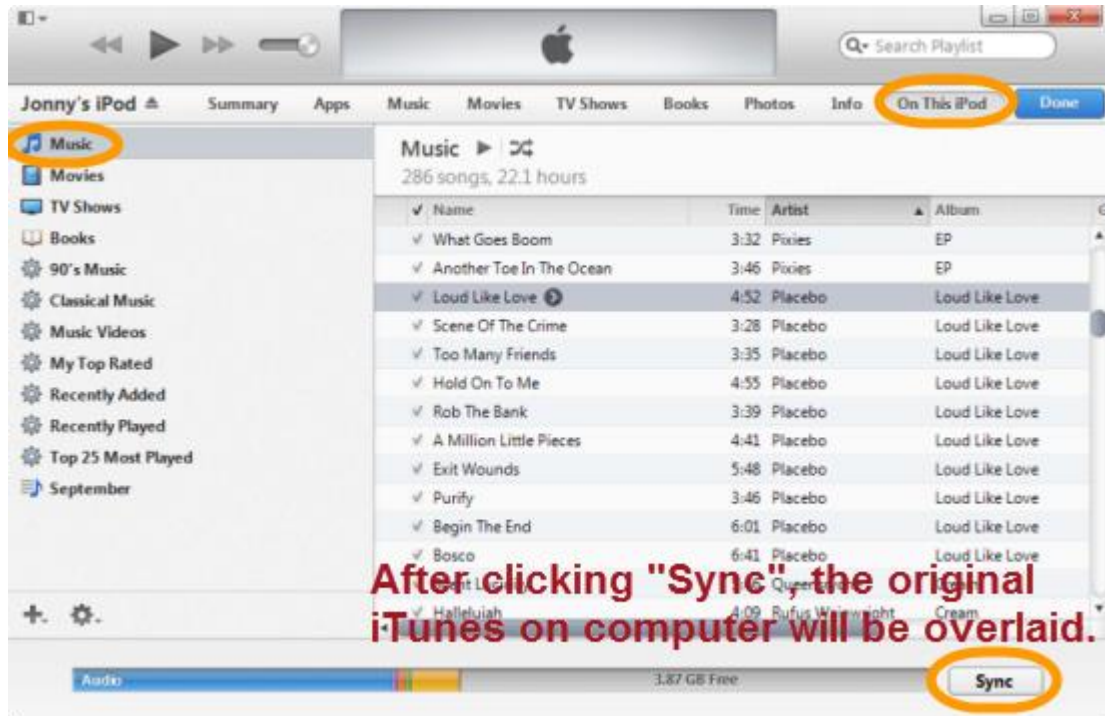 Search Playlist
Jonny's iPod Summary Apps Music Movies TV Shows Books Photos Info On This iPod Done
Music
Movies
TV Shows
Books
90's Music
Classical Music
Music Videos
My Top Rated
Recently Added
Recently Played
Top 25 Most Played
September
Music
286 songs, 22.1 hours
Name Time Artist Album
What Goes Boom 3:32 Pixies EP
Another Toe In The Ocean 3:46 Pixies EP
Loud Like Love 4:52 Placebo Loud Like Love
Scene Of The Crime 3:28 Placebo Loud Like Love
Too Many Friends 3:35 Placebo Loud Like Love
Hold On To Me 4:55 Placebo Loud Like Love
Rob The Bank 3:39 Placebo Loud Like Love
A Million Little Pieces 4:41 Placebo Loud Like Love
Exit Wounds 5:48 Placebo Loud Like Love
Purify 3:46 Placebo Loud Like Love
Begin The End 6:01 Placebo Loud Like Love
Bosco 6:41 Placebo Loud Like Love
Hallelujah 4:09 Rufus Wainwright Cream
After clicking "Sync", the original
iTunes on computer will be overlaid.
Audio 3.87 GB Free Sync